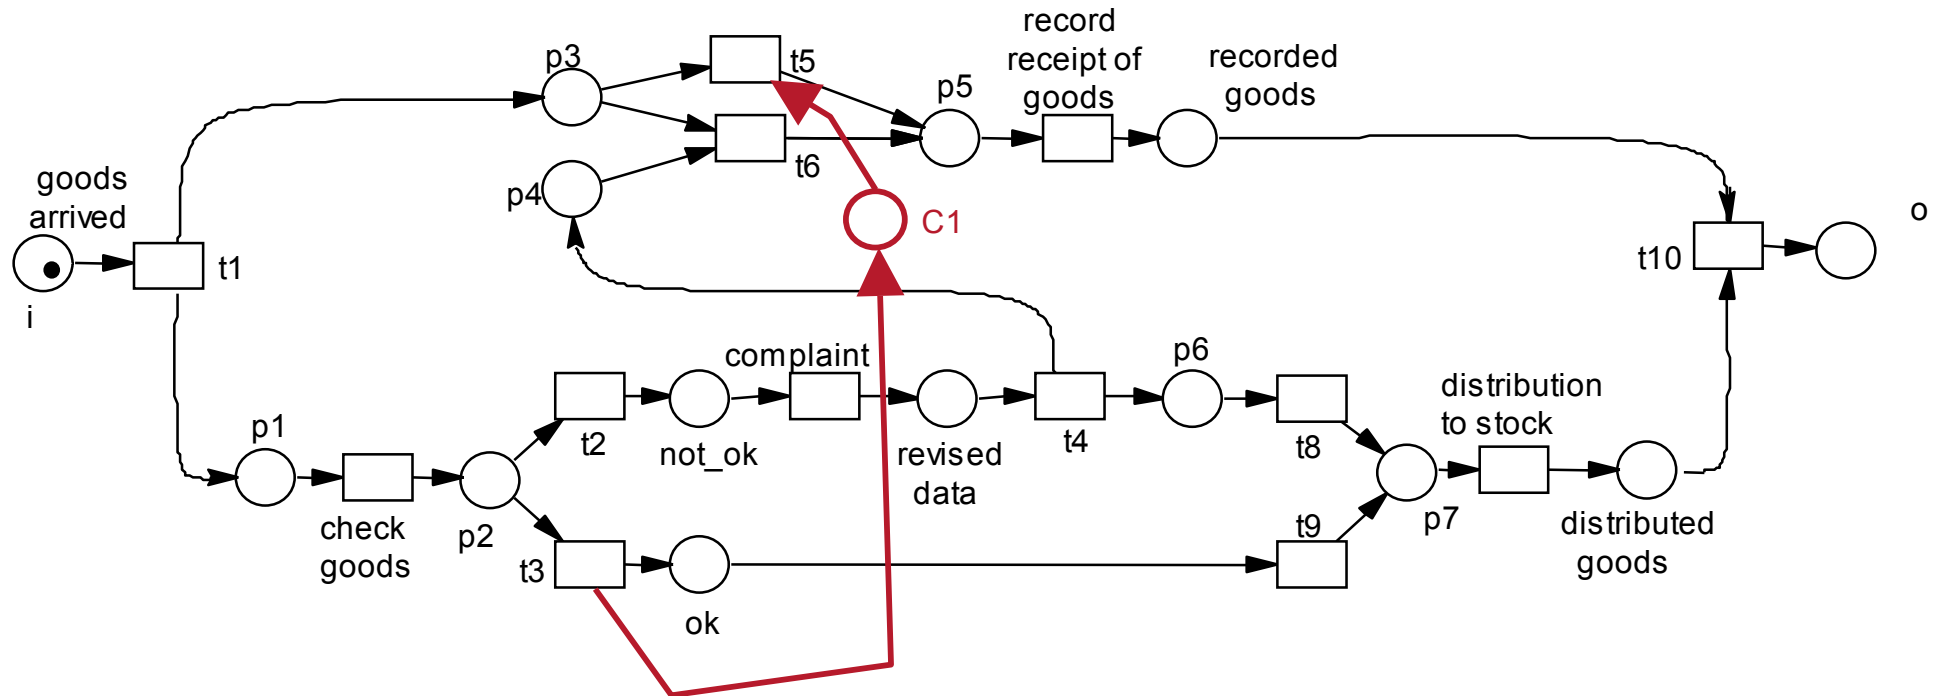 record
receipt of
goods
recorded
goods
p3
t5
p5
t6
p4
C1
goods
arrived
t1
i
o
t10
complaint
p6
p1
t2
not_ok
revised
data
t4
t8
distribution
to stock
p7
check
goods
p2
t3
ok
t9
distributed
goods